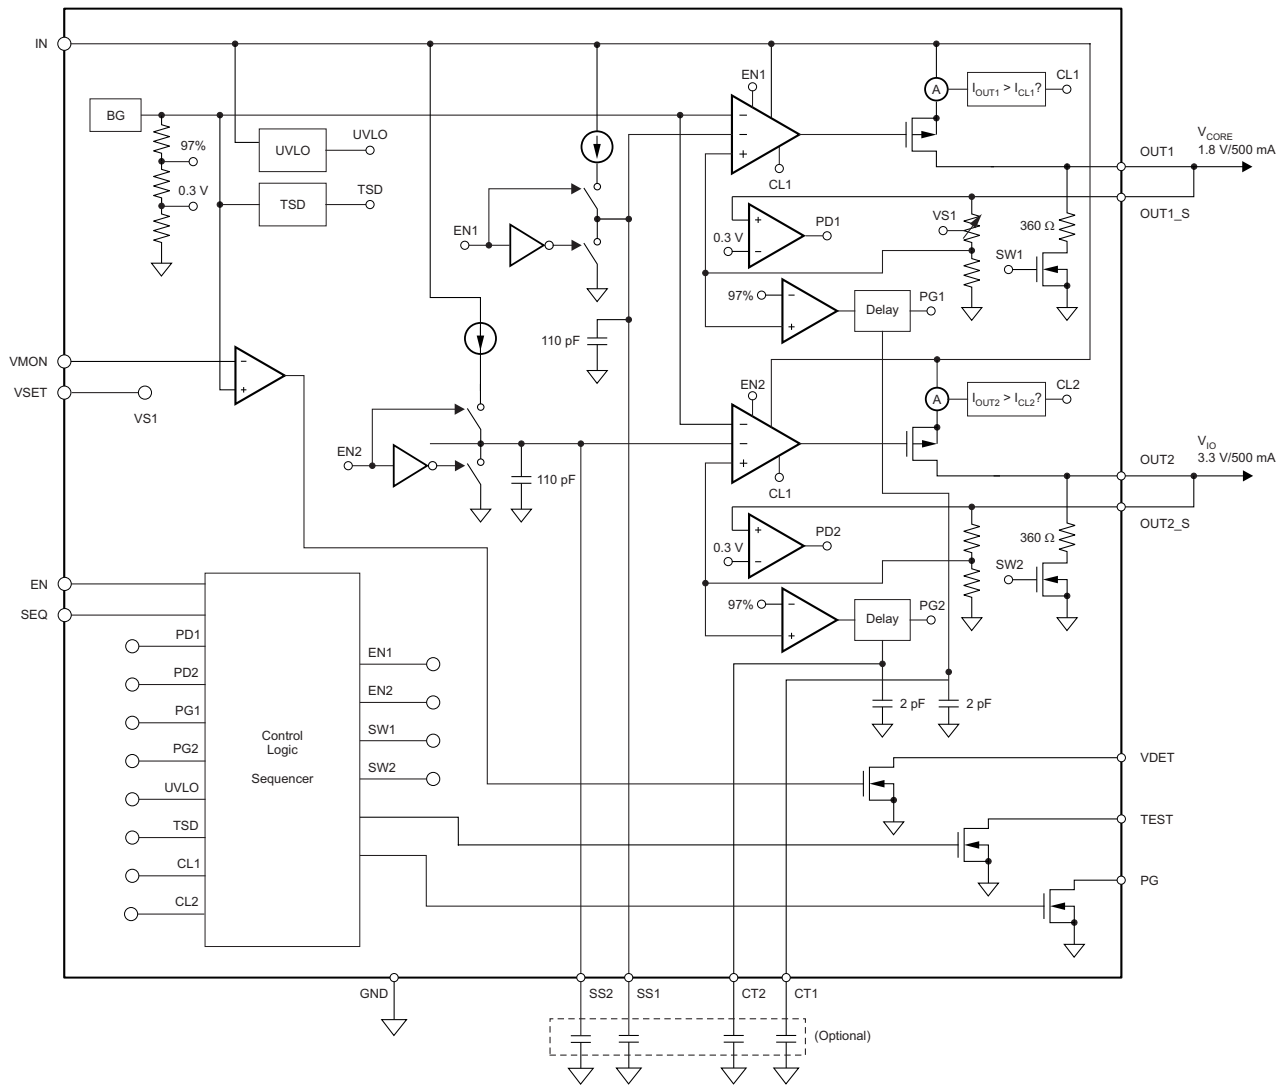 IN
BG
97%
0.3 V
UVLO
UVLO
TSD
TSD
EN1
CL1
A
IOUT1 > ICL1?
CL1
OUT1
VCORE
1.8 V/500 mA
OUT1_S
EN1
0.3 V
PD1
VS1
360 Ω
SW1
97%
Delay
PG1
110 pF
VMON
VSET
VS1
EN2
CL1
A
IOUT2 > ICL2?
CL2
OUT2
VIO
3.3 V/500 mA
OUT2_S
EN2
110 pF
0.3 V
PD2
360 Ω
SW2
97%
Delay
PG2
2 pF
2 pF
EN
SEQ
PD1
PD2
PG1
PG2
UVLO
TSD
CL1
CL2
Control
Logic
Sequencer
EN1
EN2
SW1
SW2
VDET
TEST
PG
GND
SS2
SS1
CT2
CT1
(Optional)